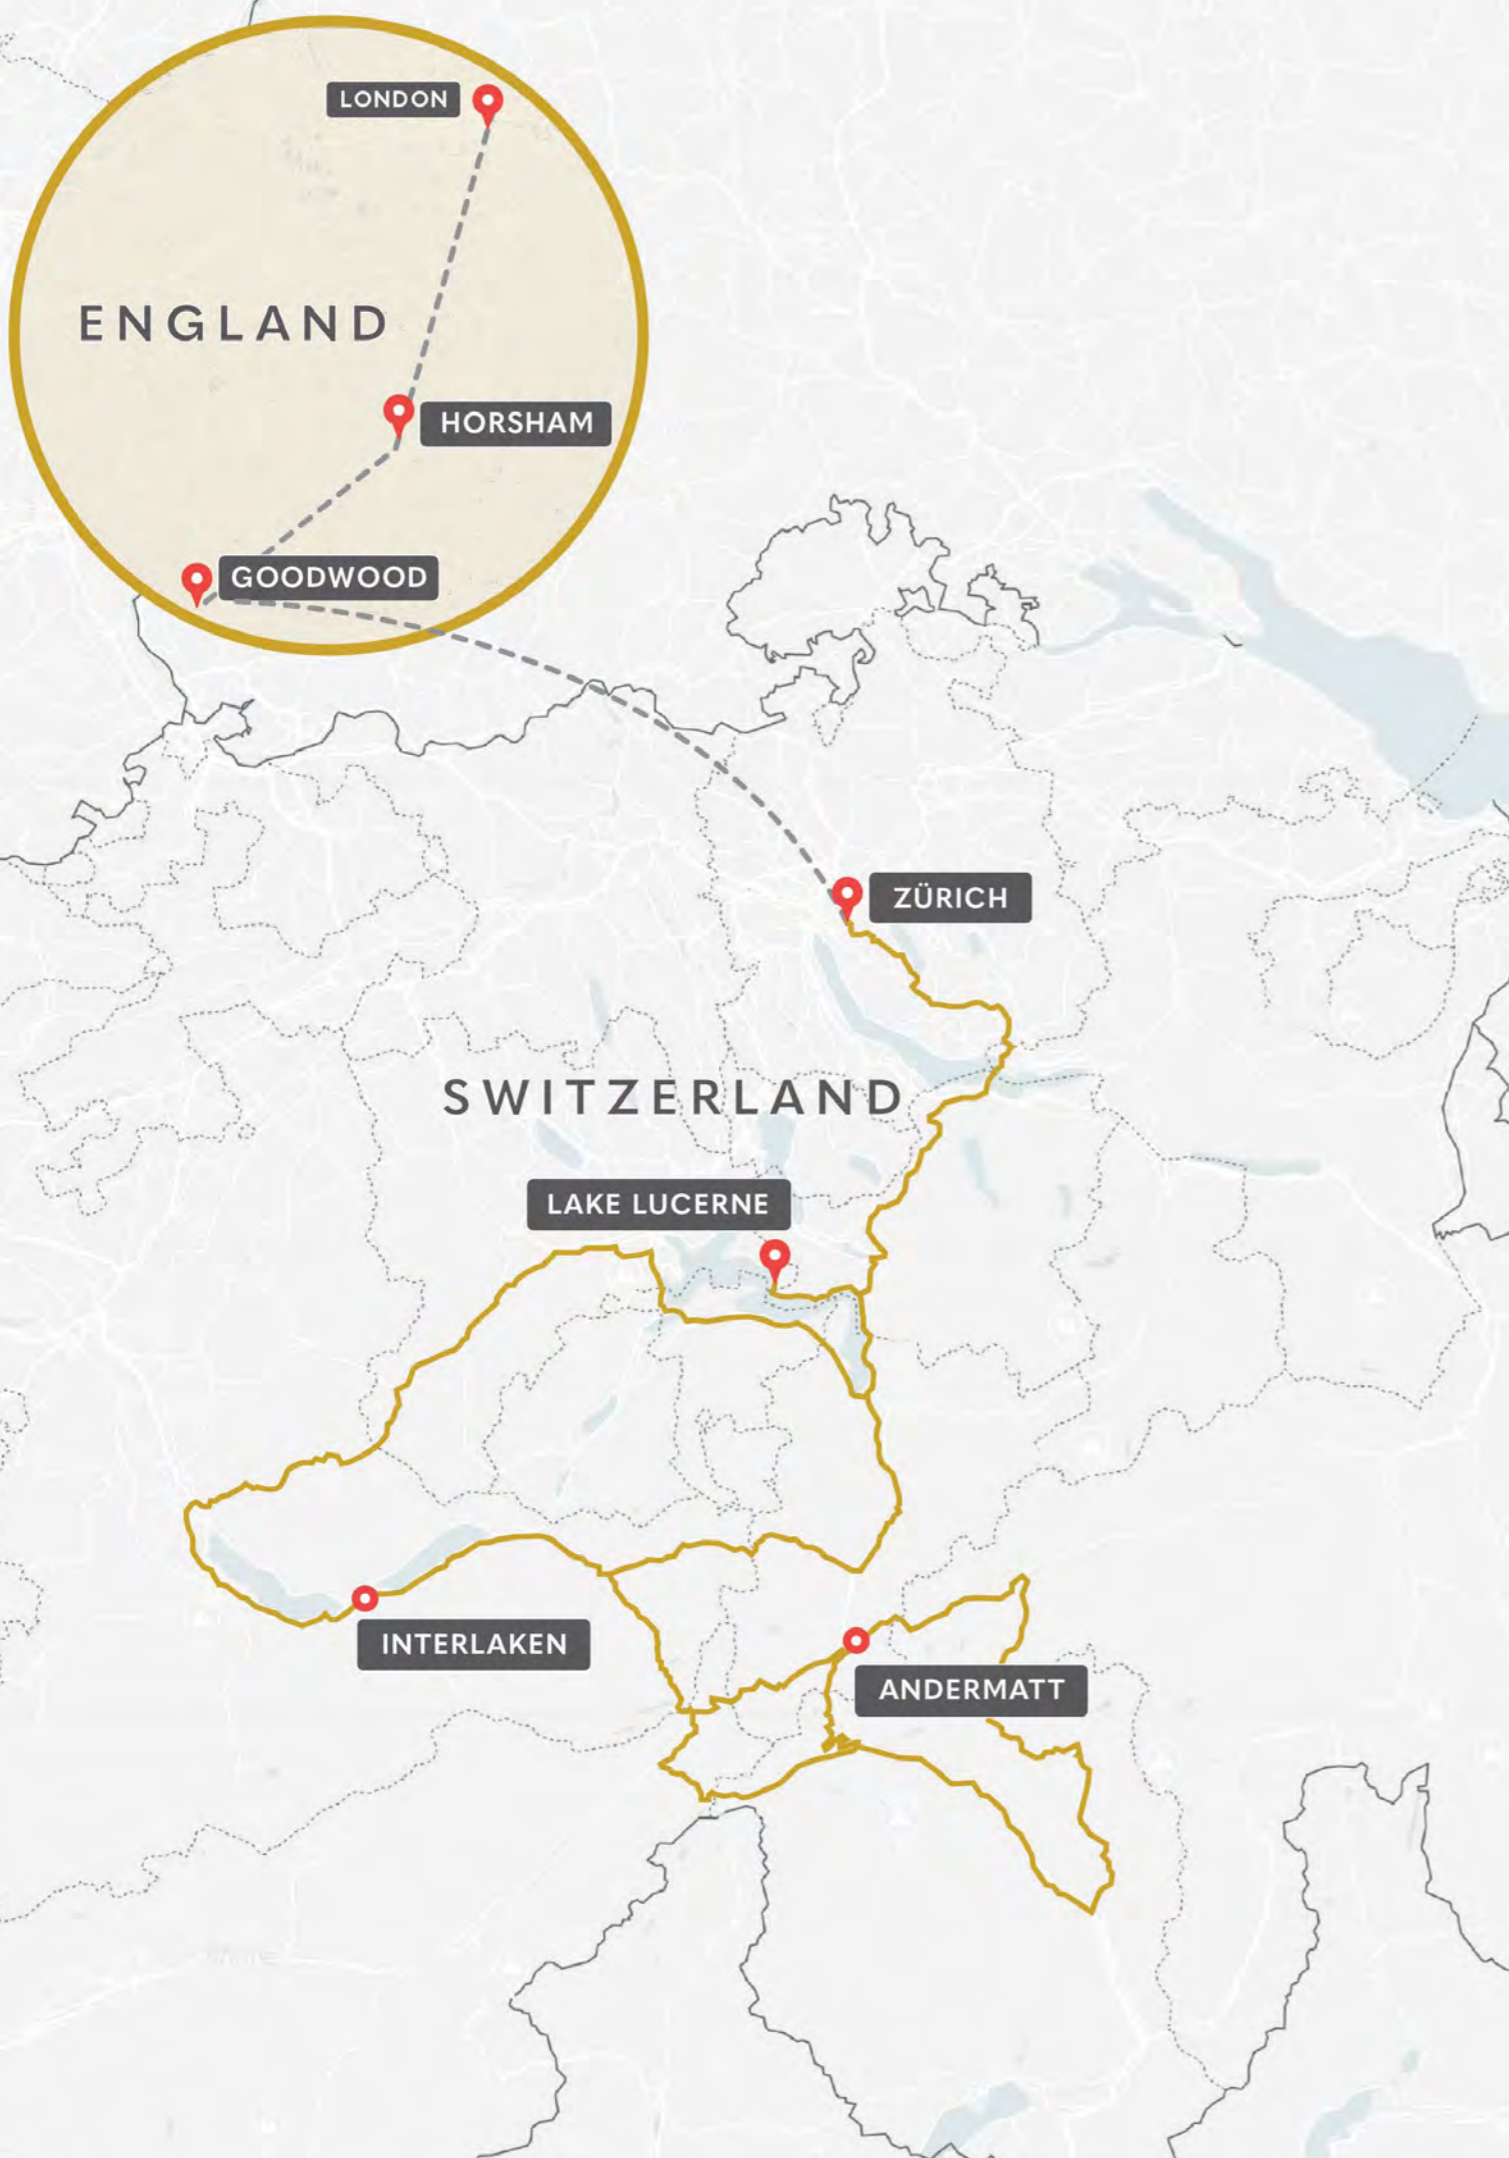 LONDON
ENGLAND
HORSHAM
GOODWOOD
ZÜRICH
SWITZERLAND
LAKE LUCERNE
INTERLAKEN
ANDERMATT